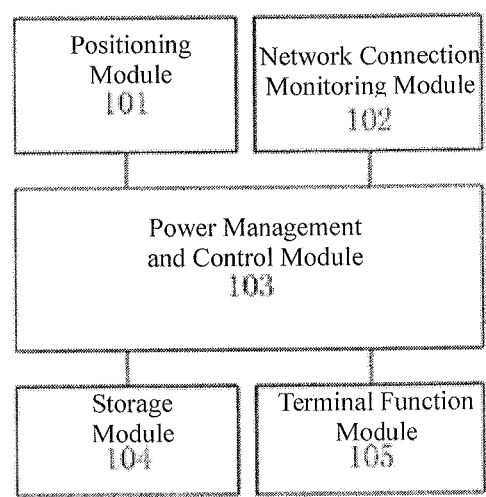 Positioning
Module
101
Network Connection
Monitoring Module
102
Power Management
and Control Module
103
Storage
Module
104
Terminal Function
Module
105